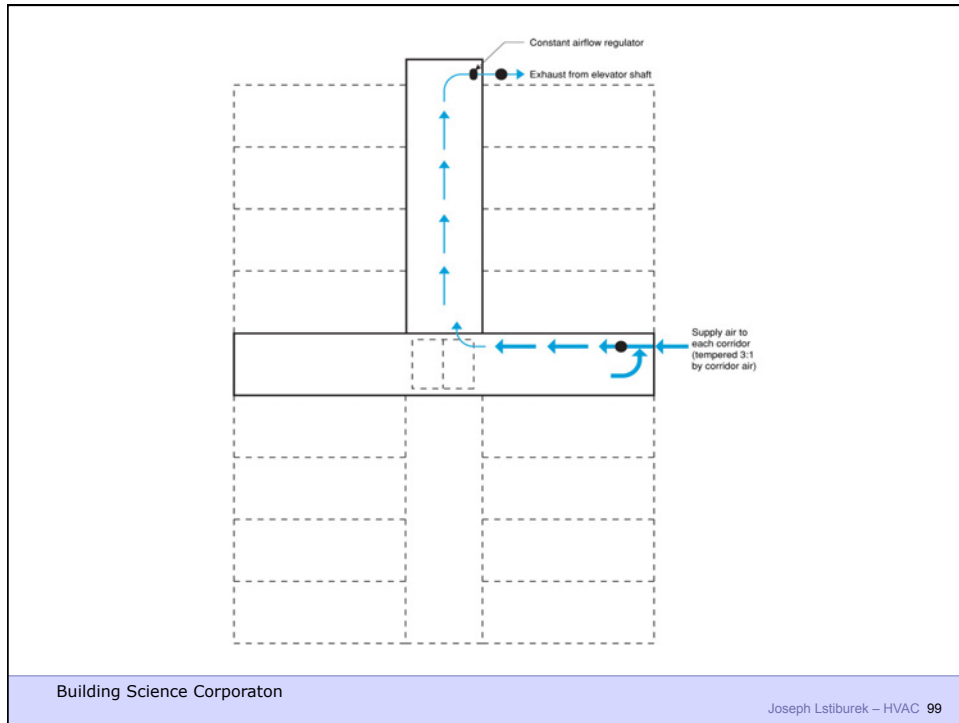 Constant airflow regulator
Exhaust from elevator shaft
Supply air to
each corridor
(tempered 3:1
by corridor air)
Building Science Corporaton
Joseph Lstiburek – HVAC 99